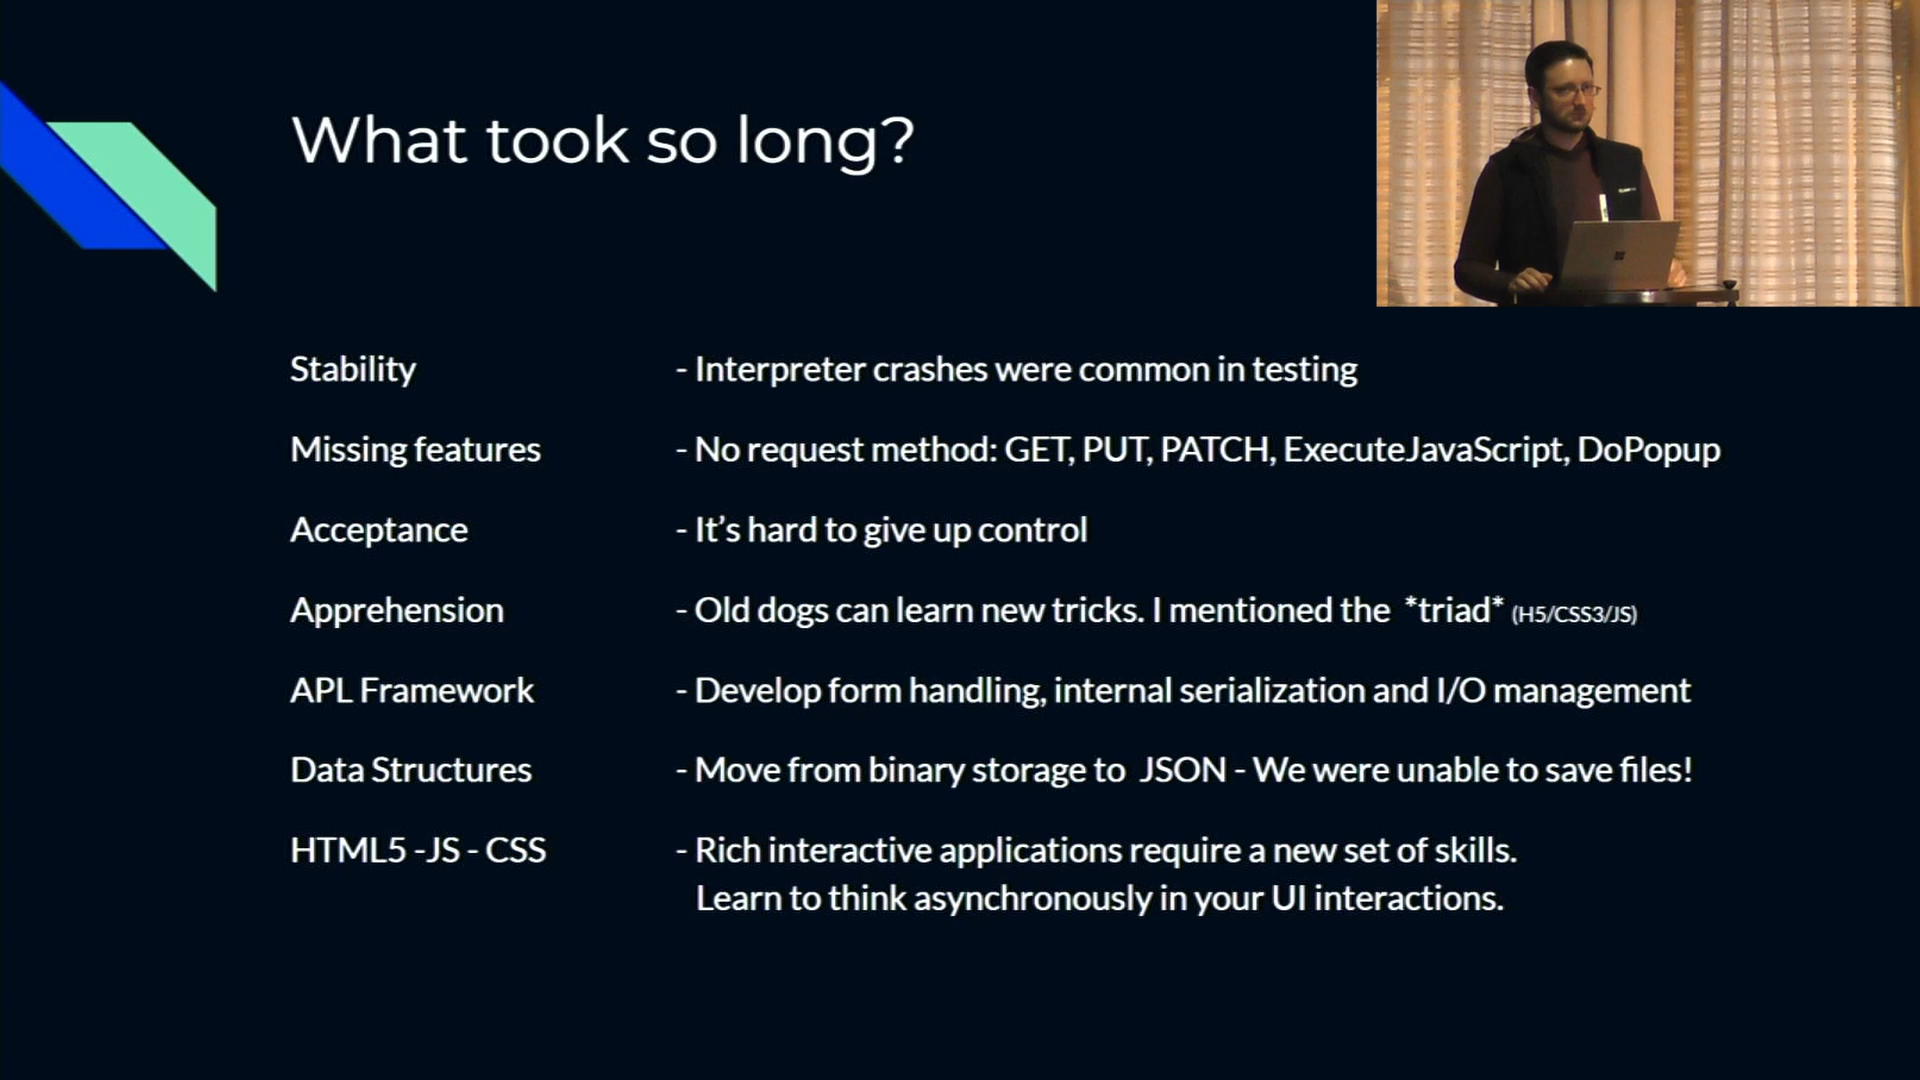 What took so long?
Stability - Interpreter crashes were common in testing
Missing features - No request method: GET, PUT, PATCH, ExecuteJavaScript, DoPopup
Acceptance - It’s hard to give up control
Apprehension - Old dogs can learn new tricks. I mentioned the *triad* (H5/CSS3/JS)
APL Framework - Develop form handling, internal serialization and I/O management
Data Structures - Move from binary storage to JSON - We were unable to save files!
HTML5 -JS - CSS - Rich interactive applications require a new set of skills.
Learn to think asynchronously in your UI interactions.